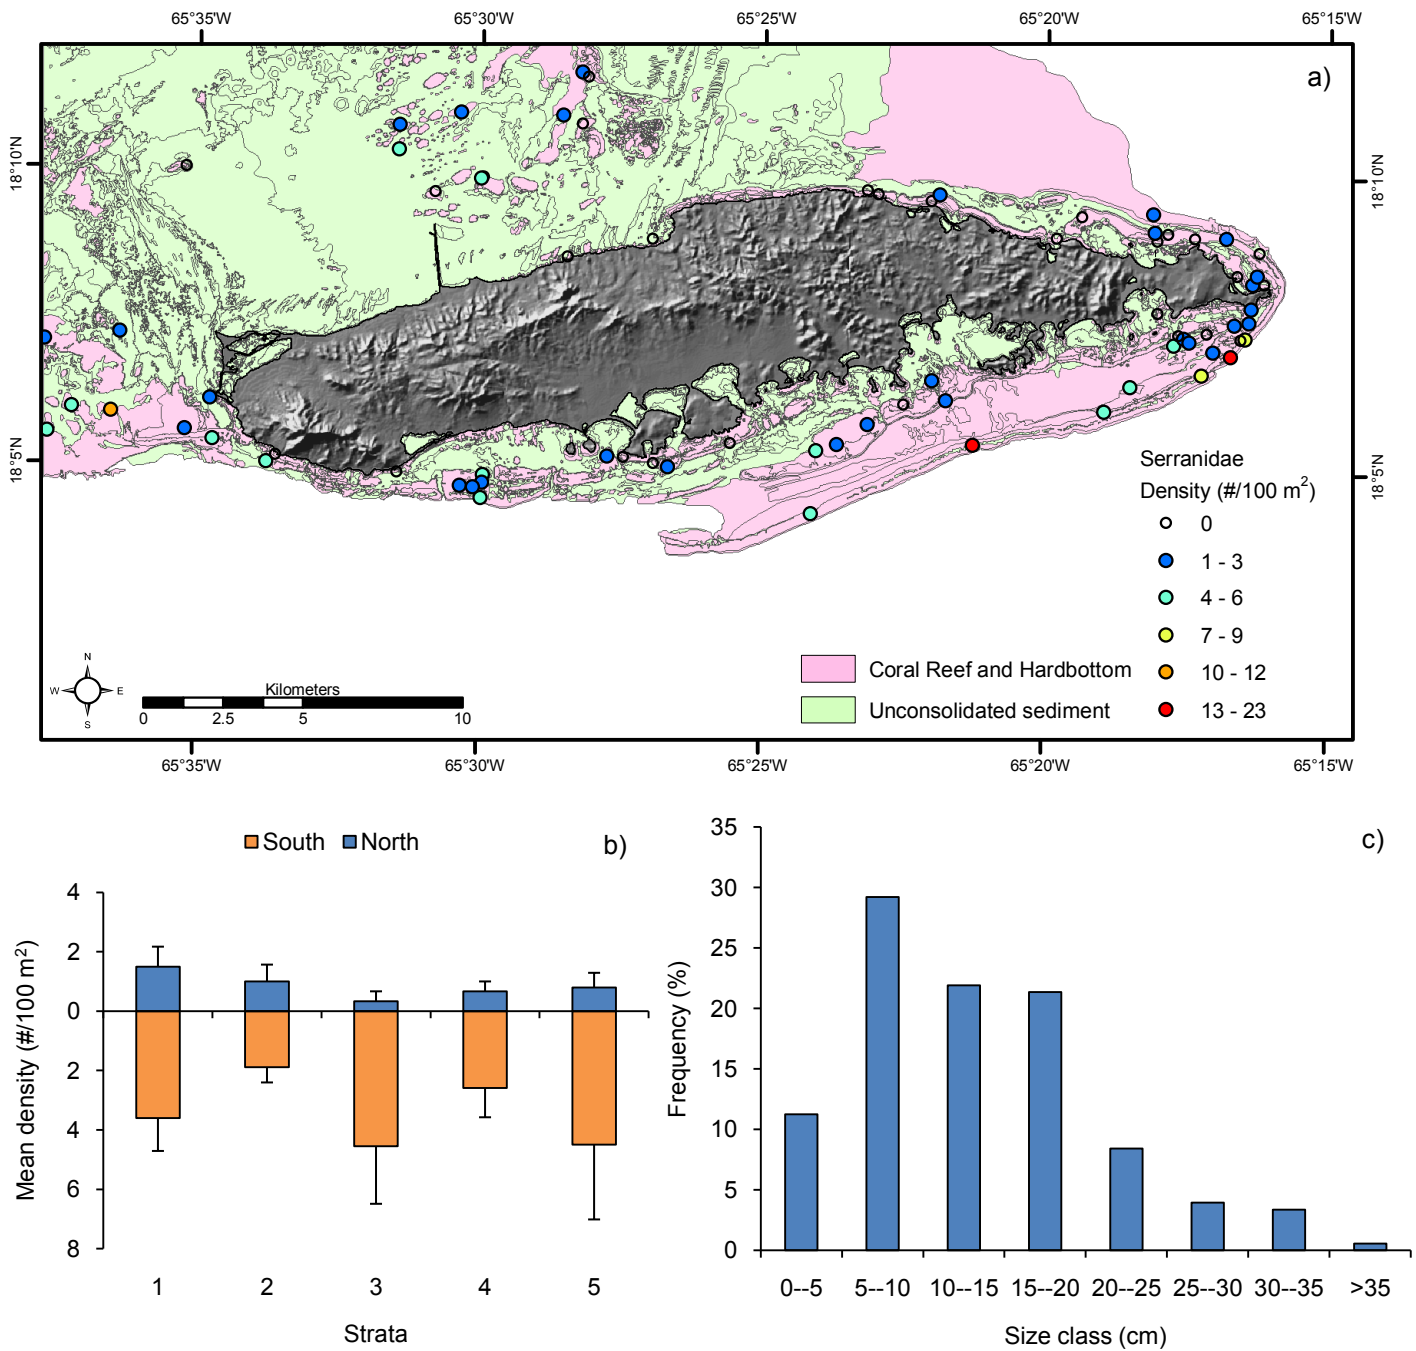 65°35'W 65°30'W 65°25'W 65°20'W 65°15'W
a)
18°10'N 18°10'N
18°5'N 18°5'N
Serranidae
Density (#/100 m²)
0
1 - 3
4 - 6
7 - 9
10 - 12
13 - 23
Coral Reef and Hardbottom
Unconsolidated sediment
N
W E
S
Kilometers
0 2.5 5 10
65°35'W 65°30'W 65°25'W 65°20'W 65°15'W
South North
b)
Mean density (#/100 m²)
4
2
0
2
4
6
8
1 2 3 4 5
Strata
c)
Frequency (%)
35
30
25
20
15
10
5
0
0--5 5--10 10--15 15--20 20--25 25--30 30--35 >35
Size class (cm)